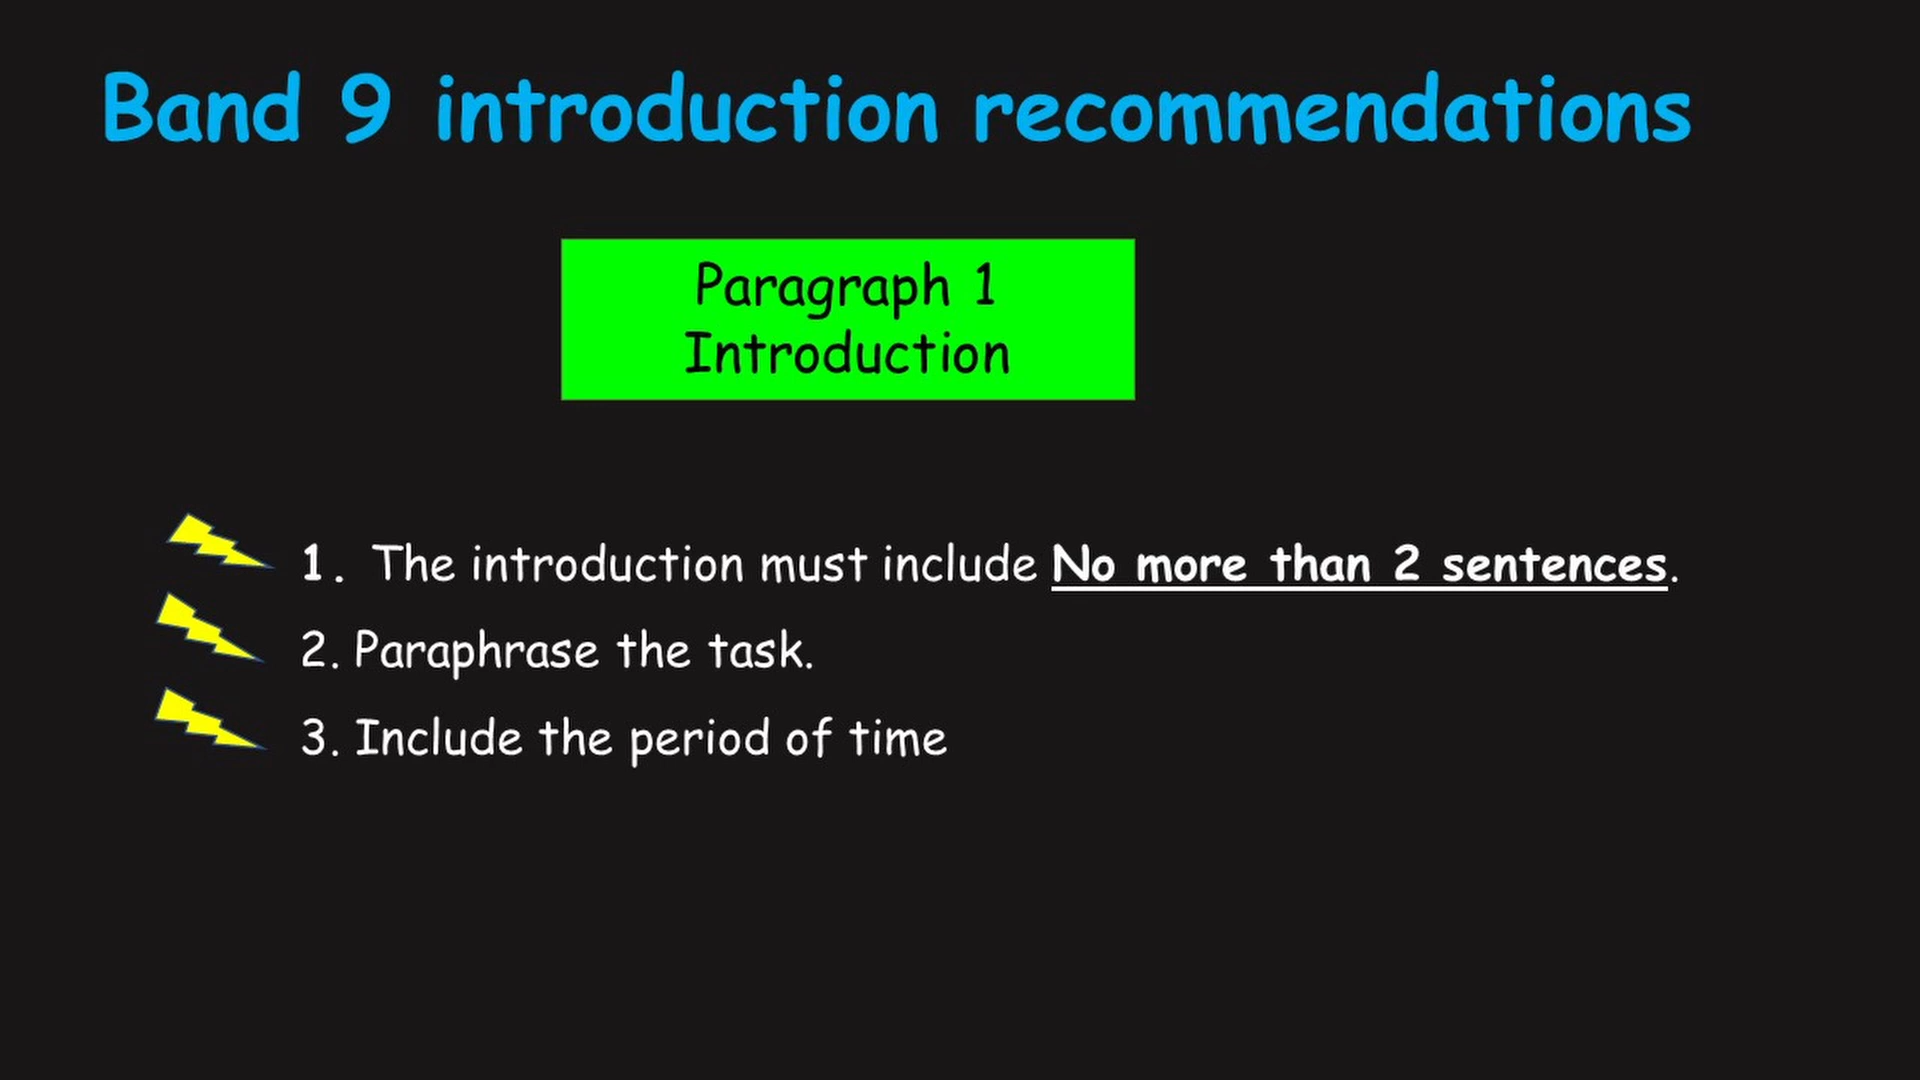 Band 9 introduction recommendations
Paragraph 1
Introduction
1. The introduction must include No more than 2 sentences.
2. Paraphrase the task.
3. Include the period of time